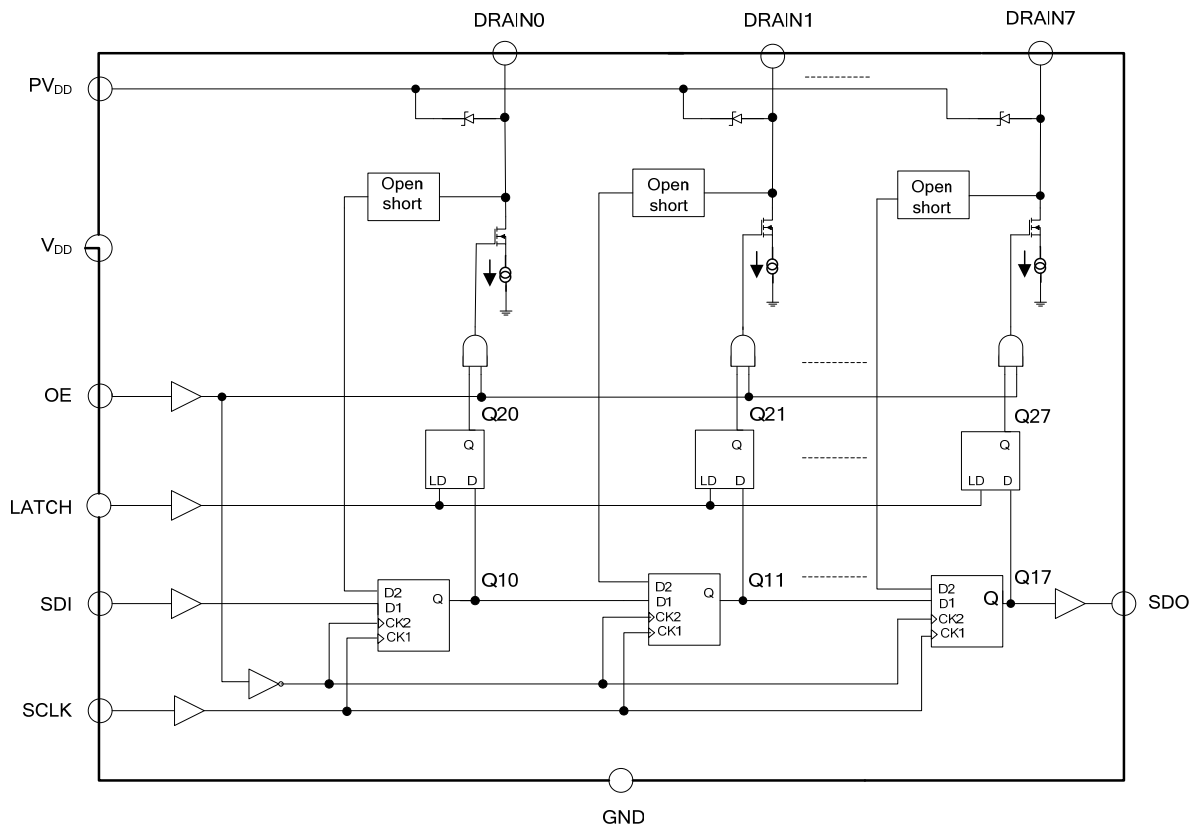 DRAIN0
DRAIN1
DRAIN7
PVDD
Open
short
Open
short
Open
short
VDD
OE
Q20
Q21
Q27
Q
Q
Q
LD D
LD D
LD D
LATCH
Q10
Q11
Q17
SDI
D2
D1
CK2
CK1
Q
D2
D1
CK2
CK1
Q
D2
D1
CK2
CK1
Q
SDO
SCLK
GND